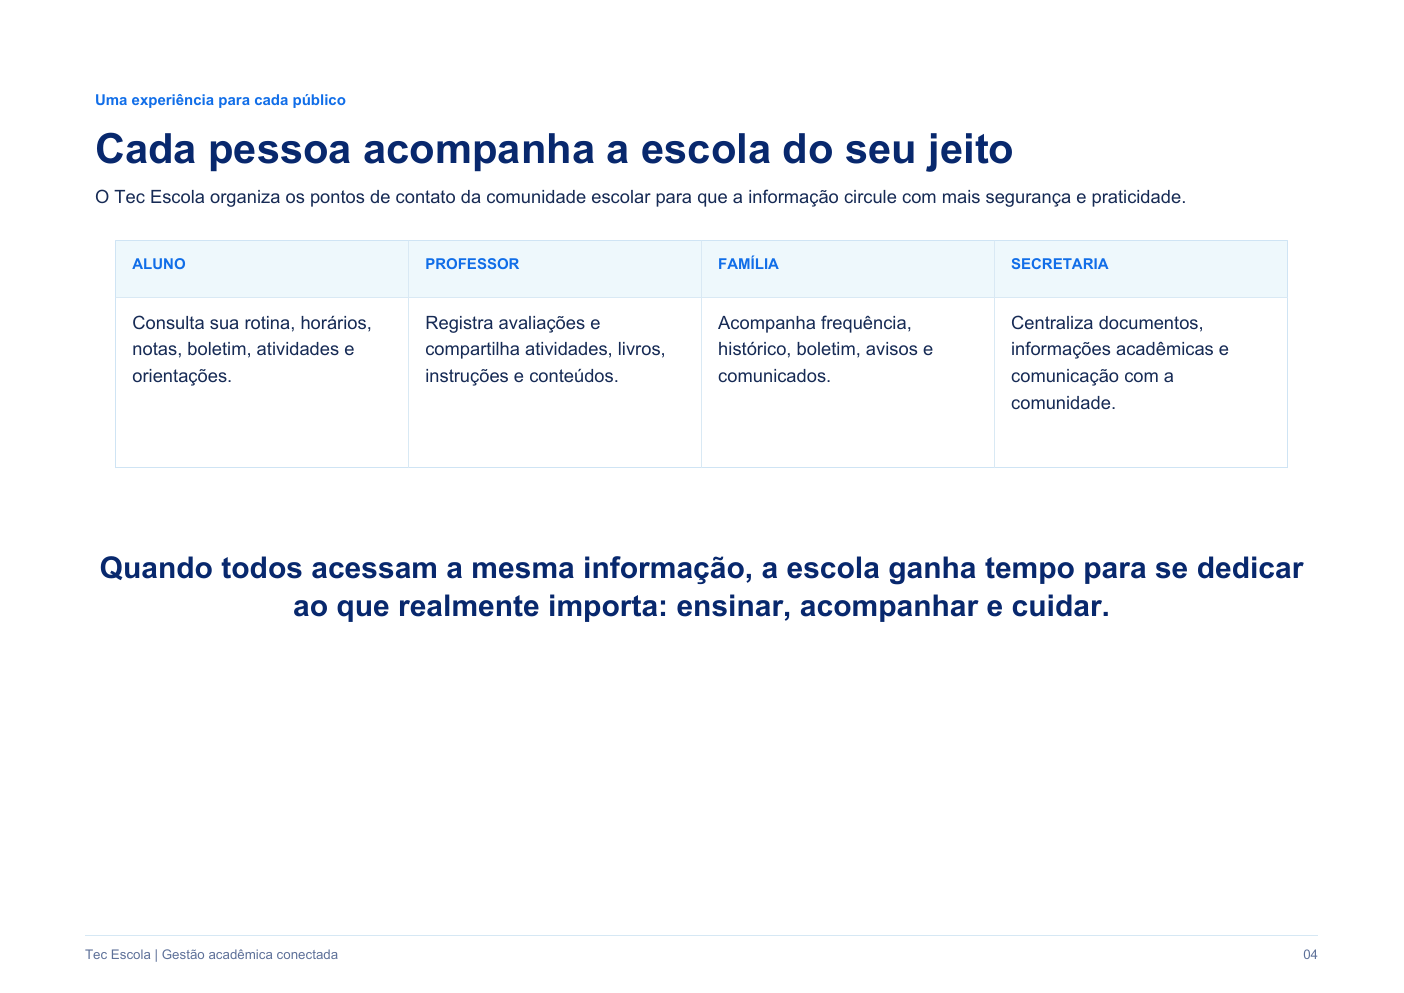 Uma experiência para cada público
Cada pessoa acompanha a escola do seu jeito
O Tec Escola organiza os pontos de contato da comunidade escolar para que a informação circule com mais segurança e praticidade.
ALUNO
Consulta sua rotina, horários,
notas, boletim, atividades e
orientações.
PROFESSOR
Registra avaliações e
compartilha atividades, livros,
instruções e conteúdos.
FAMÍLIA
Acompanha frequência,
histórico, boletim, avisos e
comunicados.
SECRETARIA
Centraliza documentos,
informações acadêmicas e
comunicação com a
comunidade.
Quando todos acessam a mesma informação, a escola ganha tempo para se dedicar
ao que realmente importa: ensinar, acompanhar e cuidar.
Tec Escola | Gestão acadêmica conectada
04